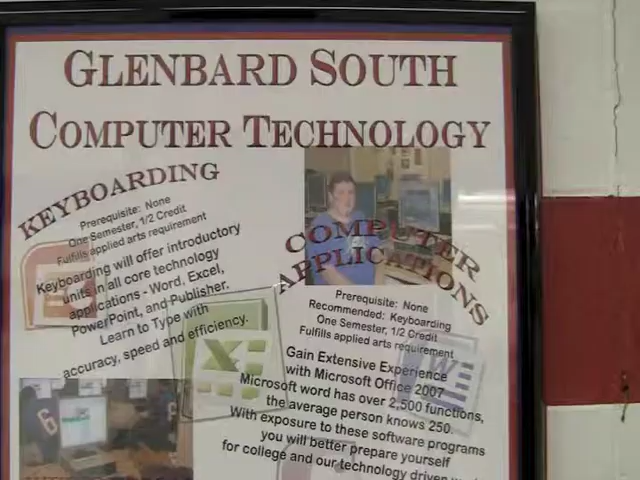 GLENBARD SOUTH
COMPUTER TECHNOLOGY
KEYBOARDING
Prerequisite: None
One Semester, 1/2 Credit
Fulfills applied arts requirement
Keyboarding will offer introductory
units in all core technology
applications - Word, Excel,
PowerPoint, and Publisher.
Learn to Type with
accuracy, speed and efficiency.
COMPUTER
APPLICATIONS
Prerequisite: None
Recommended: Keyboarding
One Semester, 1/2 Credit
Fulfills applied arts requirement
Gain Extensive Experience
with Microsoft Office 2007
Microsoft word has over 2,500 functions,
the average person knows 250.
With exposure to these software programs
you will better prepare yourself
for college and our technology driven
6